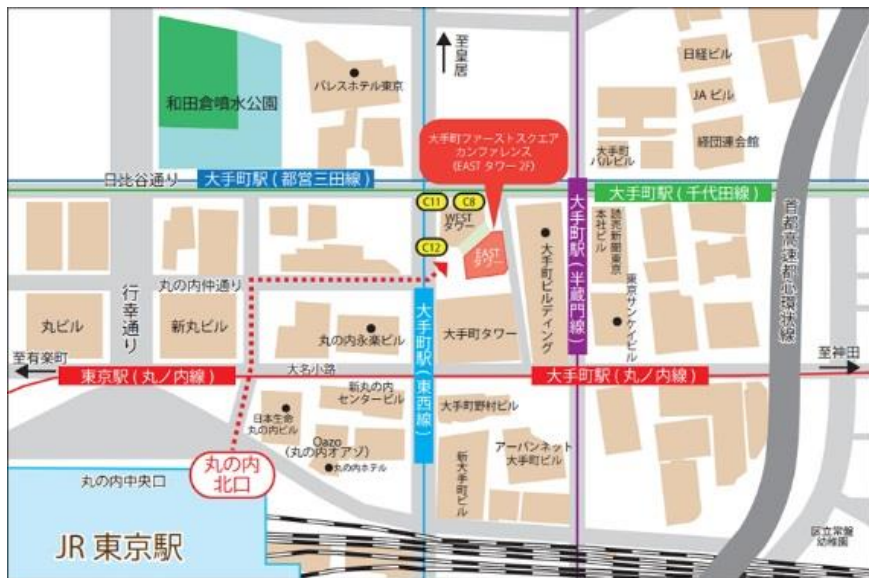 至皇居
和田倉噴水公園
パレスホテル東京
日経ビル
JA ビル
経団連会館
大手町
パルビル
大手町ファーストスクエア
カンファレンス
(EAST タワー 2F)
日比谷通り
大手町駅(都営三田線)
大手町駅(千代田線)
C11
C8
C12
WEST
タワー
EAST
タワー
大手町ビルディング
大手町駅(半蔵門線)
読売新聞東京
本社ビル
東京サンケイビル
首都高速都心環状線
丸の内仲通り
行幸通り
丸ビル
新丸ビル
丸の内永楽ビル
大手町駅(東西線)
大手町タワー
至有楽町
至神田
東京駅(丸ノ内線)
大名小路
大手町駅(丸ノ内線)
新丸の内
センタービル
大手町野村ビル
日本生命
丸の内ビル
Oazo
(丸の内オアゾ)
丸の内ホテル
新大手町ビル
アーバンネット
大手町ビル
丸の内
北口
丸の内中央口
JR 東京駅
区立常盤
幼稚園